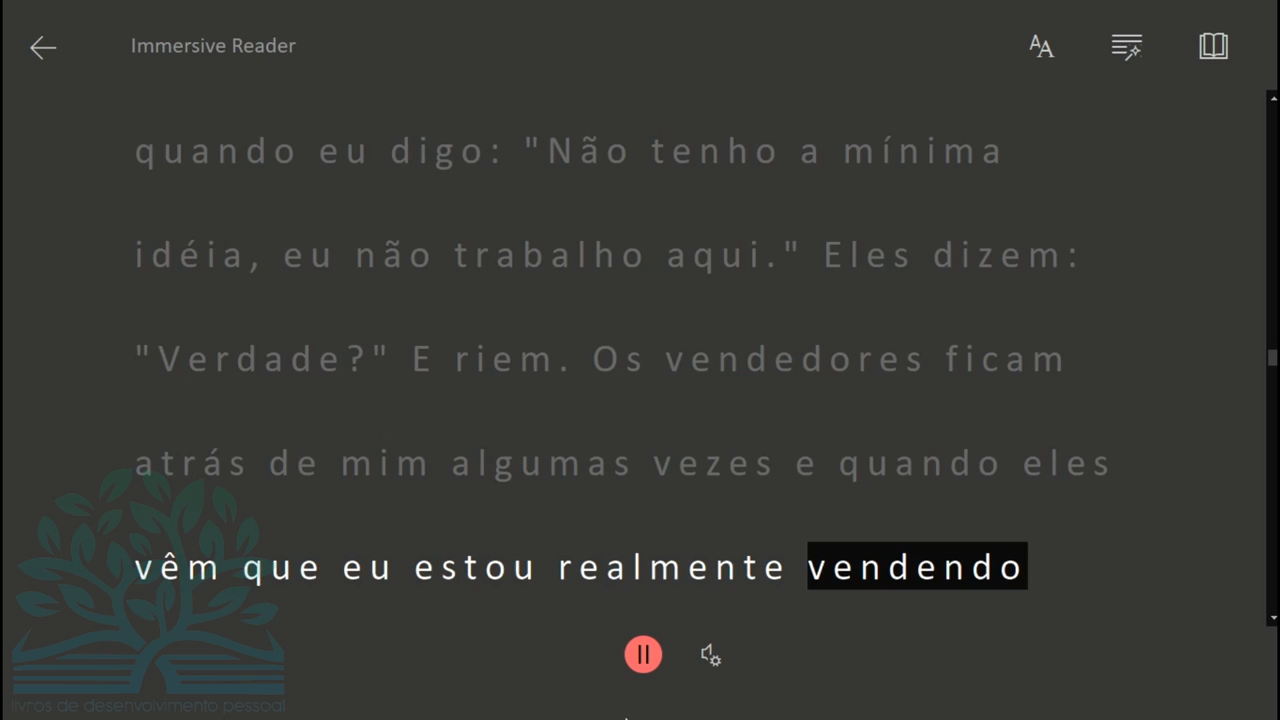 Immersive Reader
quando eu digo: "Não tenho a mínima
idéia, eu não trabalho aqui." Eles dizem:
"Verdade?" E riem. Os vendedores ficam
atrás de mim algumas vezes e quando eles
vêm que eu estou realmente vendendo
livros de desenvolvimento pessoal